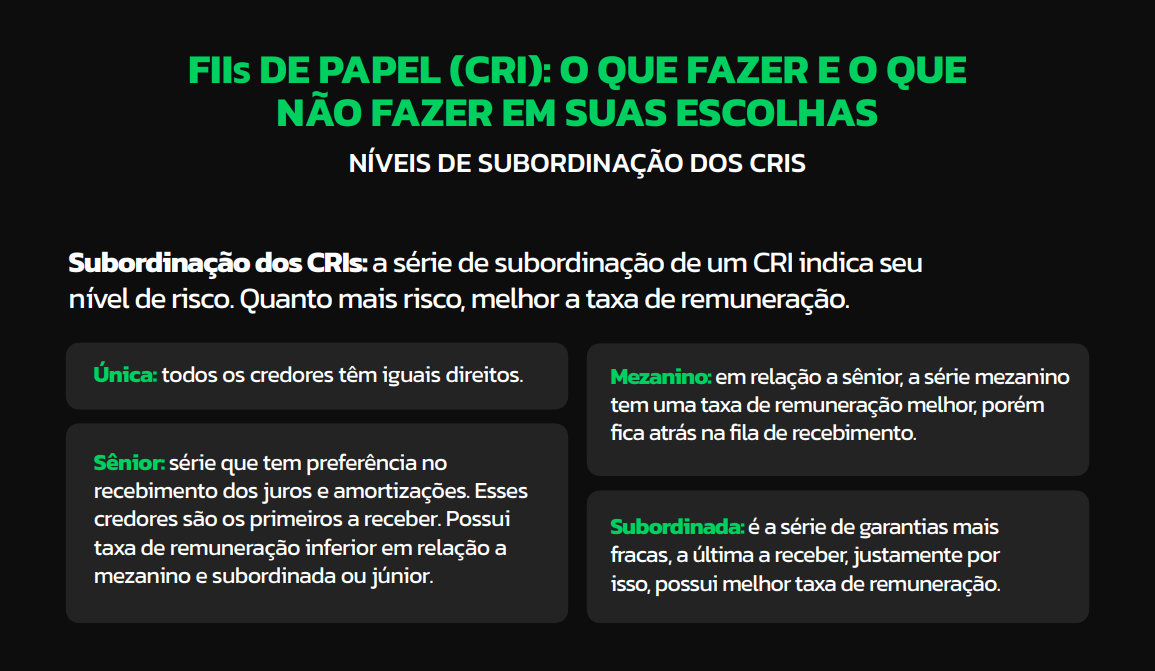 FIIs DE PAPEL (CRI): O QUE FAZER E O QUE
NÃO FAZER EM SUAS ESCOLHAS
NÍVEIS DE SUBORDINAÇÃO DOS CRIS
Subordinação dos CRIs: a série de subordinação de um CRI indica seu
nível de risco. Quanto mais risco, melhor a taxa de remuneração.
Única: todos os credores têm iguais direitos.
Sênior: série que tem preferência no
recebimento dos juros e amortizações. Esses
credores são os primeiros a receber. Possui
taxa de remuneração inferior em relação a
mezanino e subordinada ou júnior.
Mezanino: em relação a sênior, a série mezanino
tem uma taxa de remuneração melhor, porém
fica atrás na fila de recebimento.
Subordinada: é a série de garantias mais
fracas, a última a receber, justamente por
isso, possui melhor taxa de remuneração.